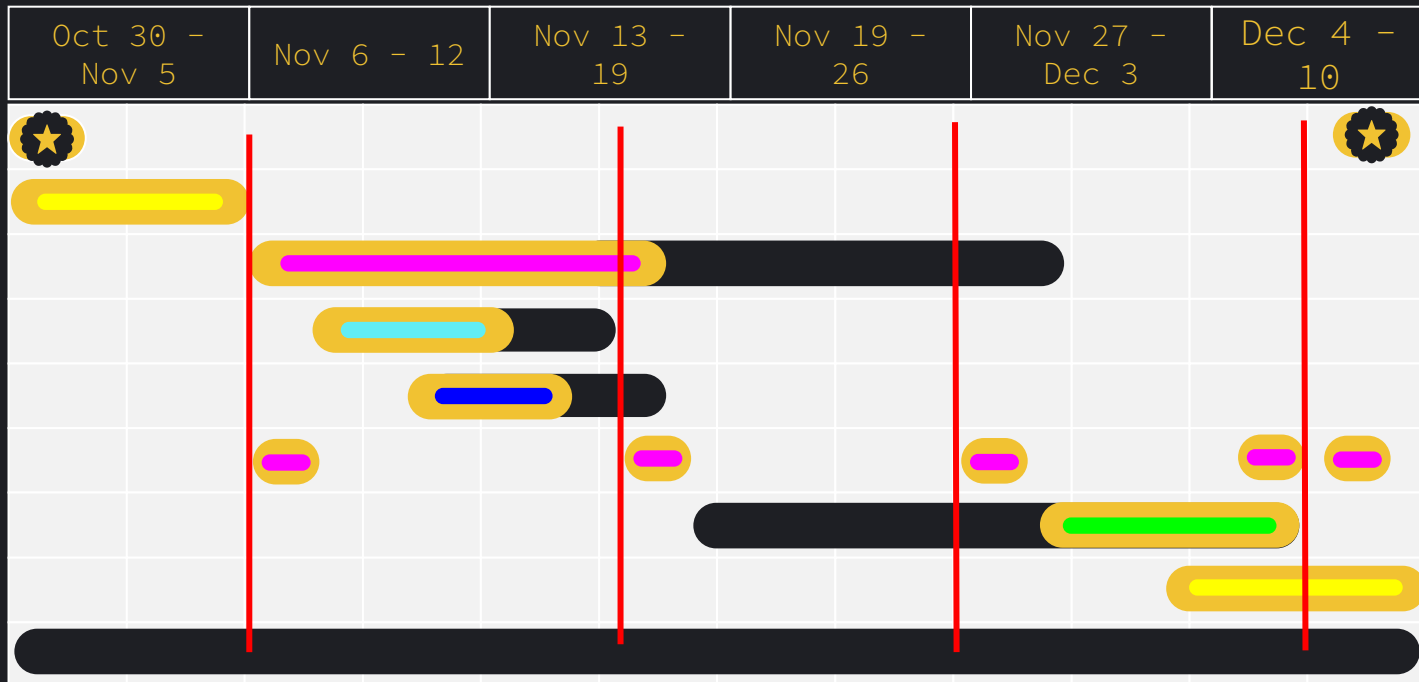 Oct 30 -
Nov 5
Nov 6 - 12
Nov 13 -
19
Nov 19 -
26
Nov 27 -
Dec 3
Dec 4 -
10